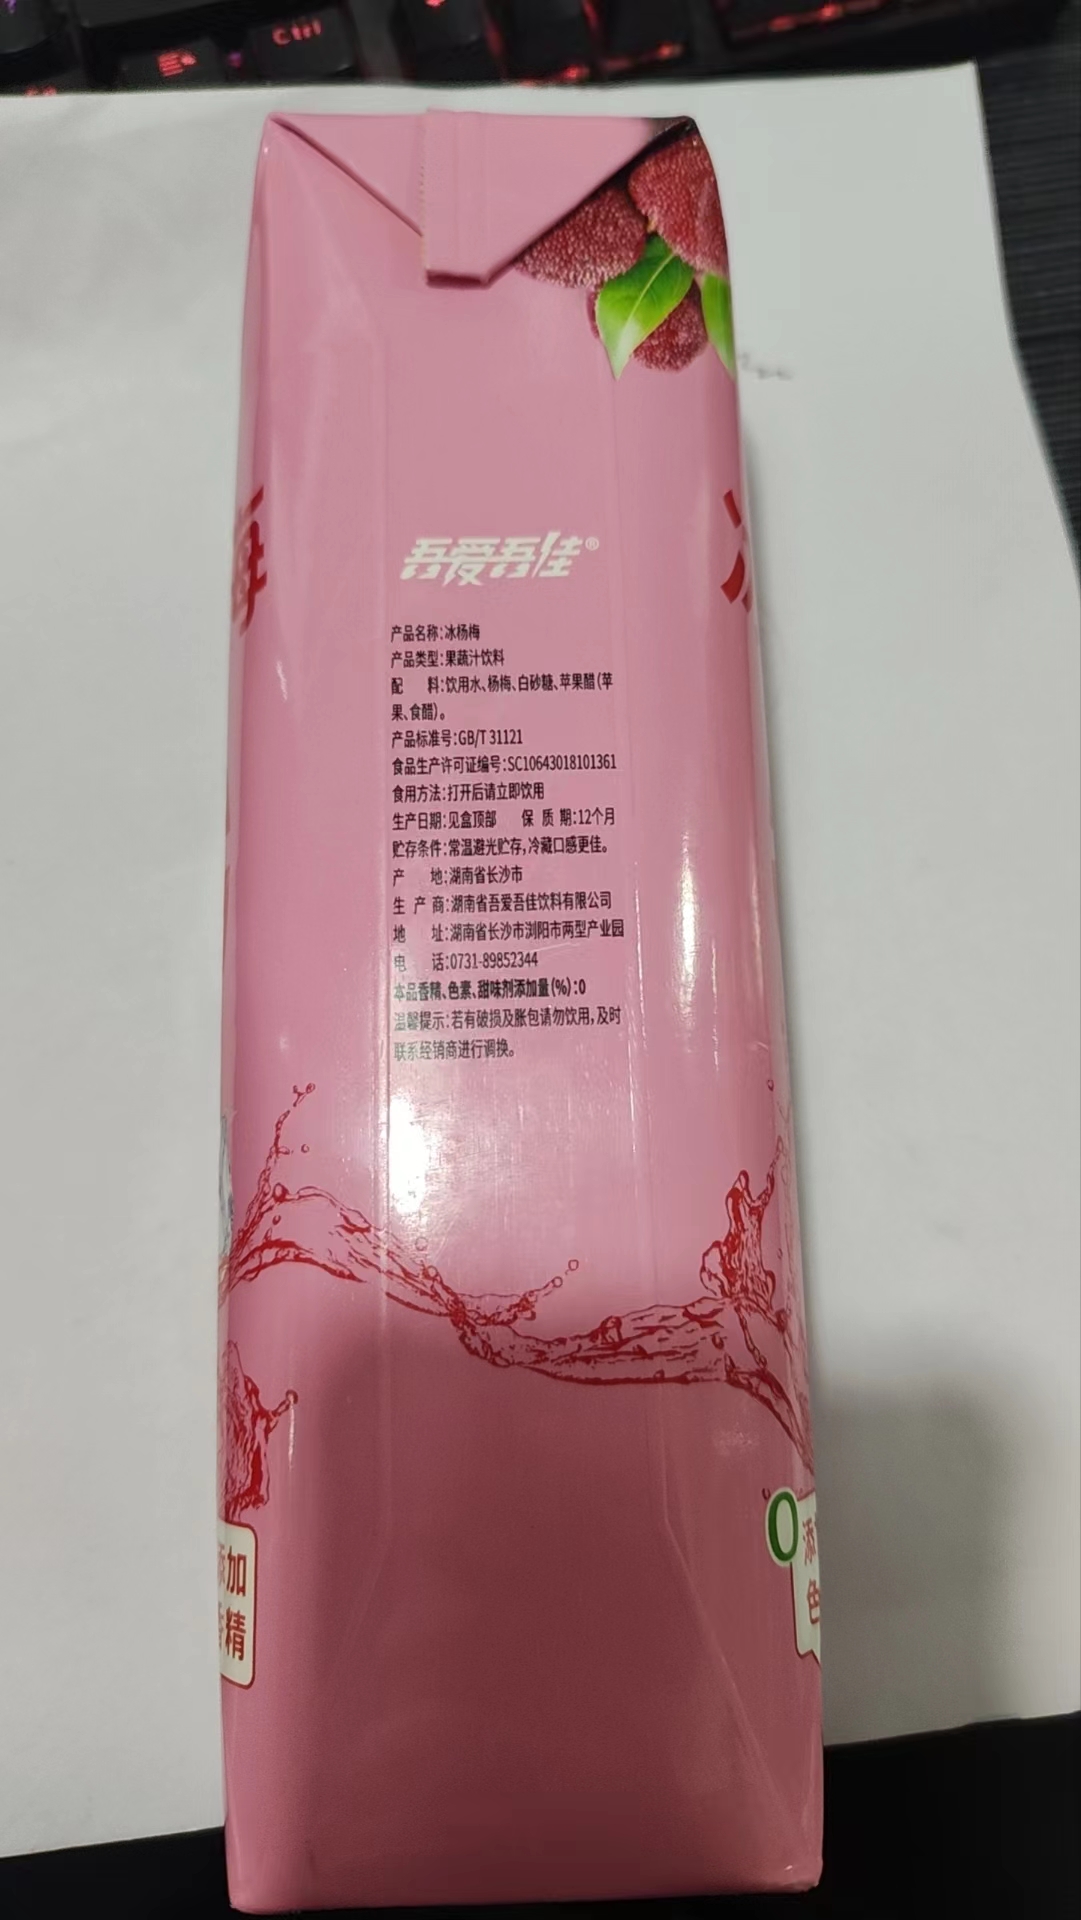 ctrl
吾爱吾佳®
产品名称:冰杨梅
产品类型:果蔬汁饮料
配 料:饮用水、杨梅、白砂糖、苹果醋(苹
果、食醋)。
产品标准号:GB/T 31121
食品生产许可证编号:SC10643018101361
食用方法:打开后请立即饮用
生产日期:见盒顶部 保 质 期:12个月
贮存条件:常温避光贮存,冷藏口感更佳。
产 地:湖南省长沙市
生 产 商:湖南省吾爱吾佳饮料有限公司
地 址:湖南省长沙市浏阳市两型产业园
电 话:0731-89852344
本品香精、色素、甜味剂添加量(%):0
温馨提示:若有破损及胀包请勿饮用,及时
联系经销商进行调换。
0 添
色
添加
香精